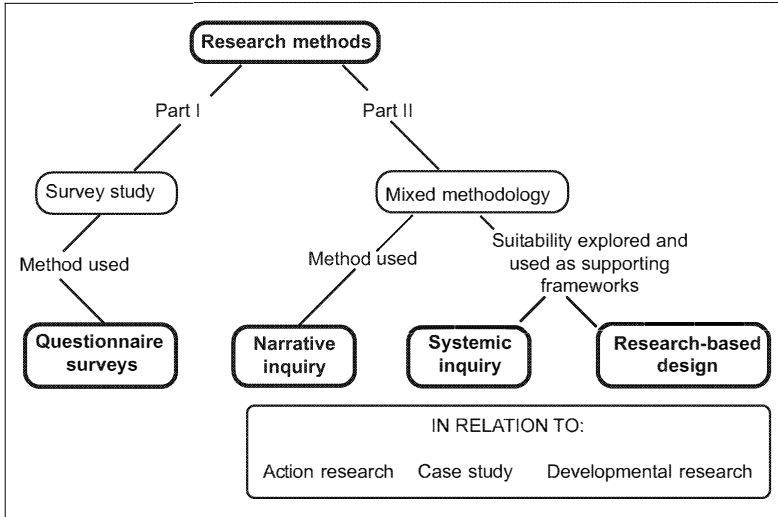 Research methods
Part I
Part II
Survey study
Mixed methodology
Method used
Method used
Suitability explored and
used as supporting
frameworks
Questionnaire
surveys
Narrative
inquiry
Systemic
inquiry
Research-based
design
IN RELATION TO:
Action research
Case study
Developmental research